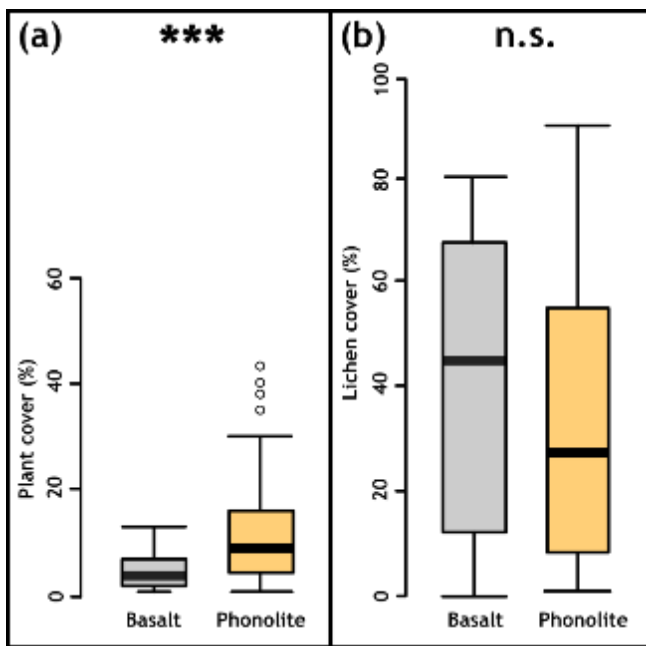 (a) ***
Plant cover (%)
60
40
20
0
Basalt Phonolite
(b) n.s.
Lichen cover (%)
100
80
60
40
20
0
Basalt Phonolite